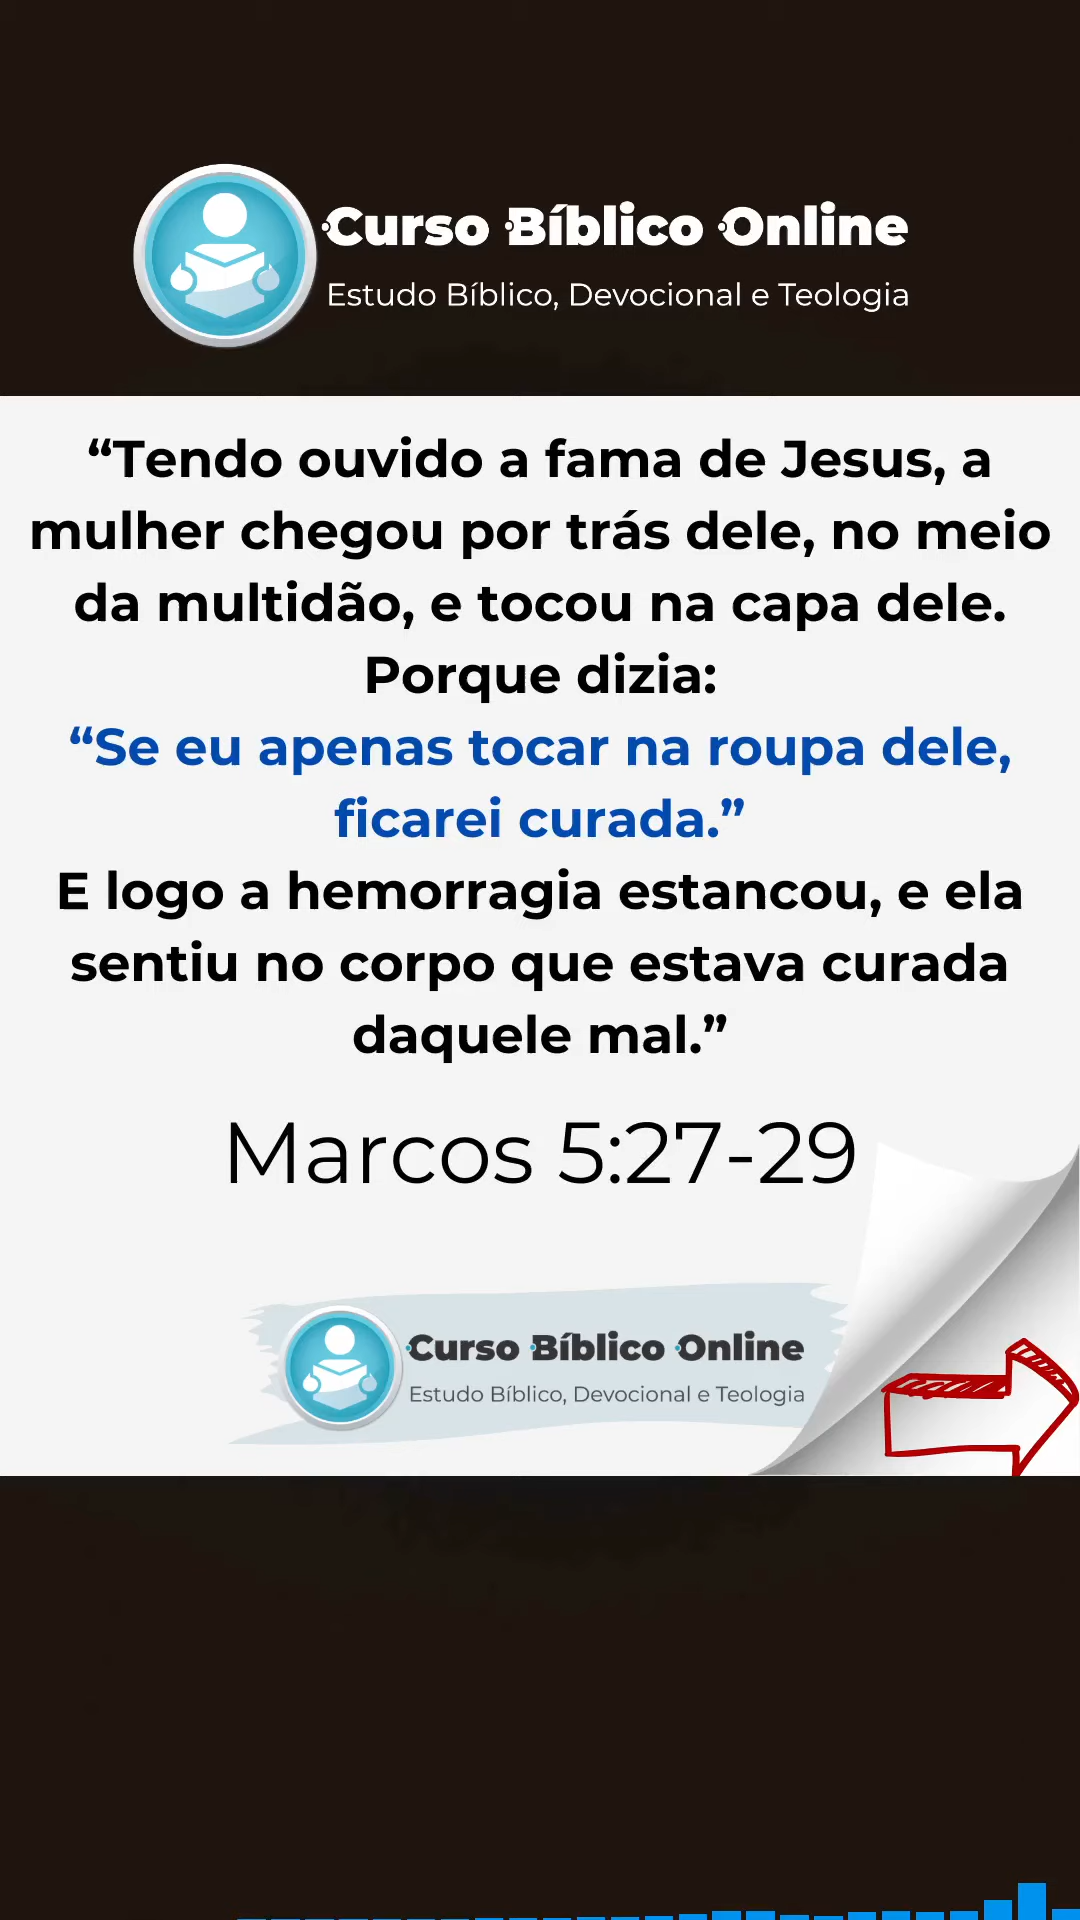 Curso Bíblico Online
Estudo Bíblico, Devocional e Teologia
“Tendo ouvido a fama de Jesus, a
mulher chegou por trás dele, no meio
da multidão, e tocou na capa dele.
Porque dizia:
“Se eu apenas tocar na roupa dele,
ficarei curada.”
E logo a hemorragia estancou, e ela
sentiu no corpo que estava curada
daquele mal.”
Marcos 5:27-29
Curso Bíblico Online
Estudo Bíblico, Devocional e Teologia